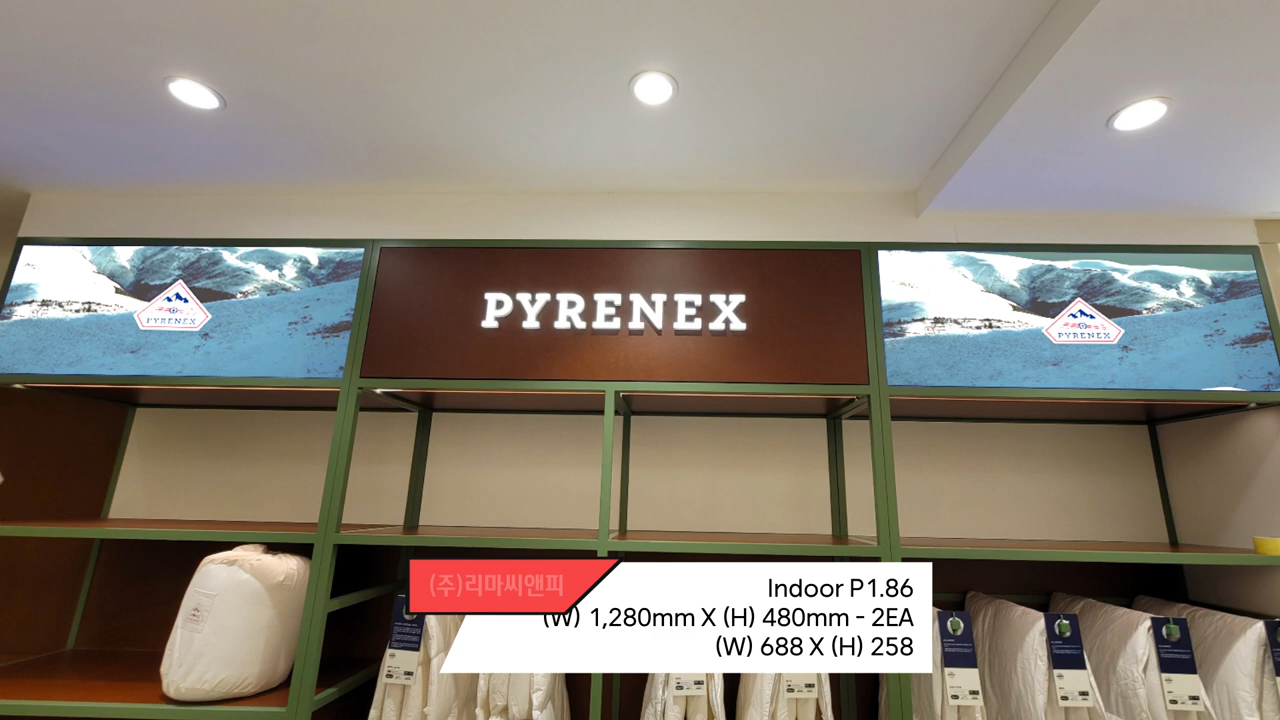 PYRENEX
PYRENEX
PYRENEX
(주)리마씨앤피
Indoor P1.86
(W) 1,280mm X (H) 480mm - 2EA
(W) 688 X (H) 258